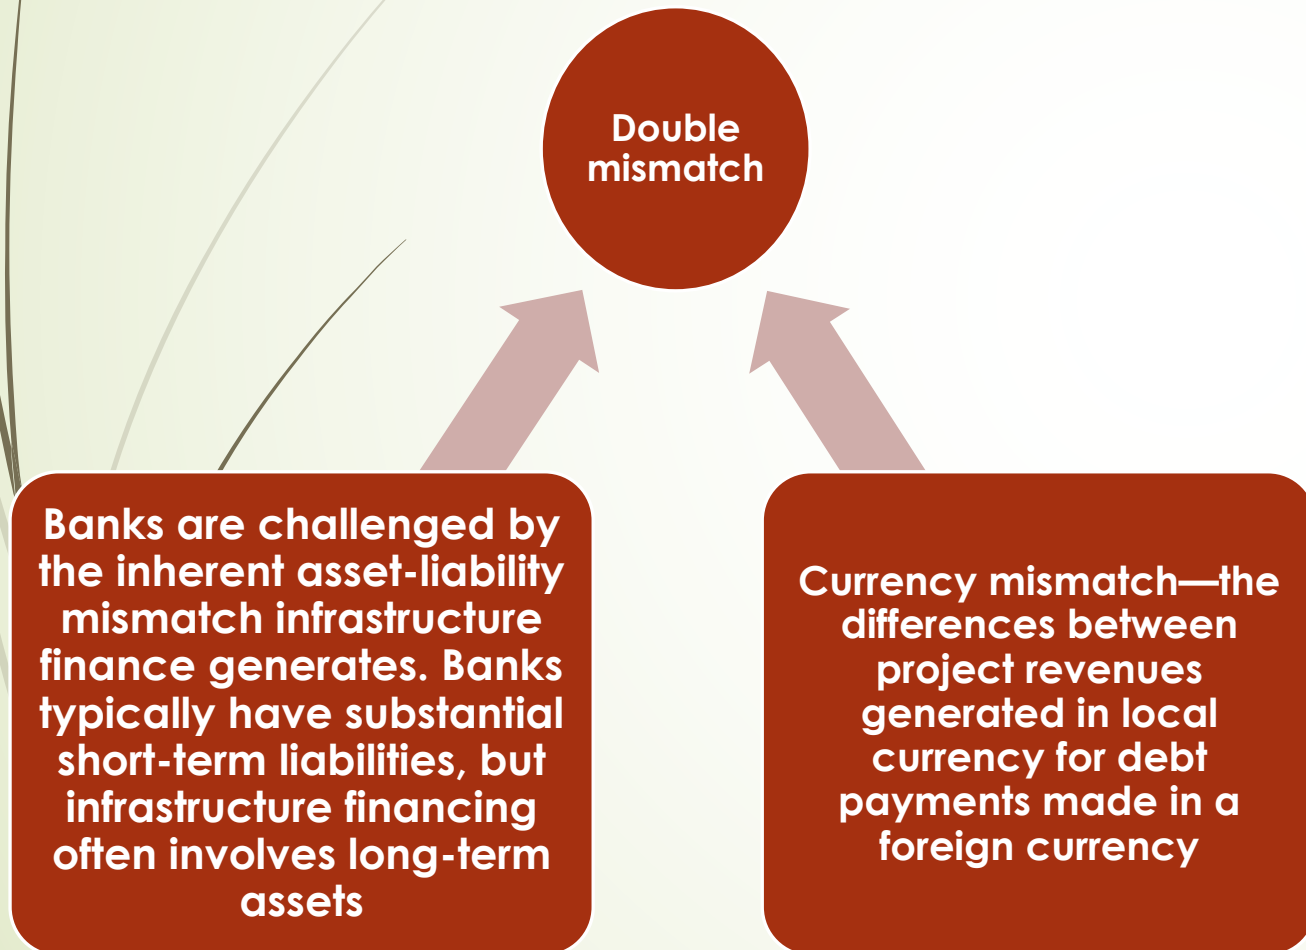 Double
mismatch
Banks are challenged by
the inherent asset-liability
mismatch infrastructure
finance generates. Banks
typically have substantial
short-term liabilities, but
infrastructure financing
often involves long-term
assets
Currency mismatch—the
differences between
project revenues
generated in local
currency for debt
payments made in a
foreign currency